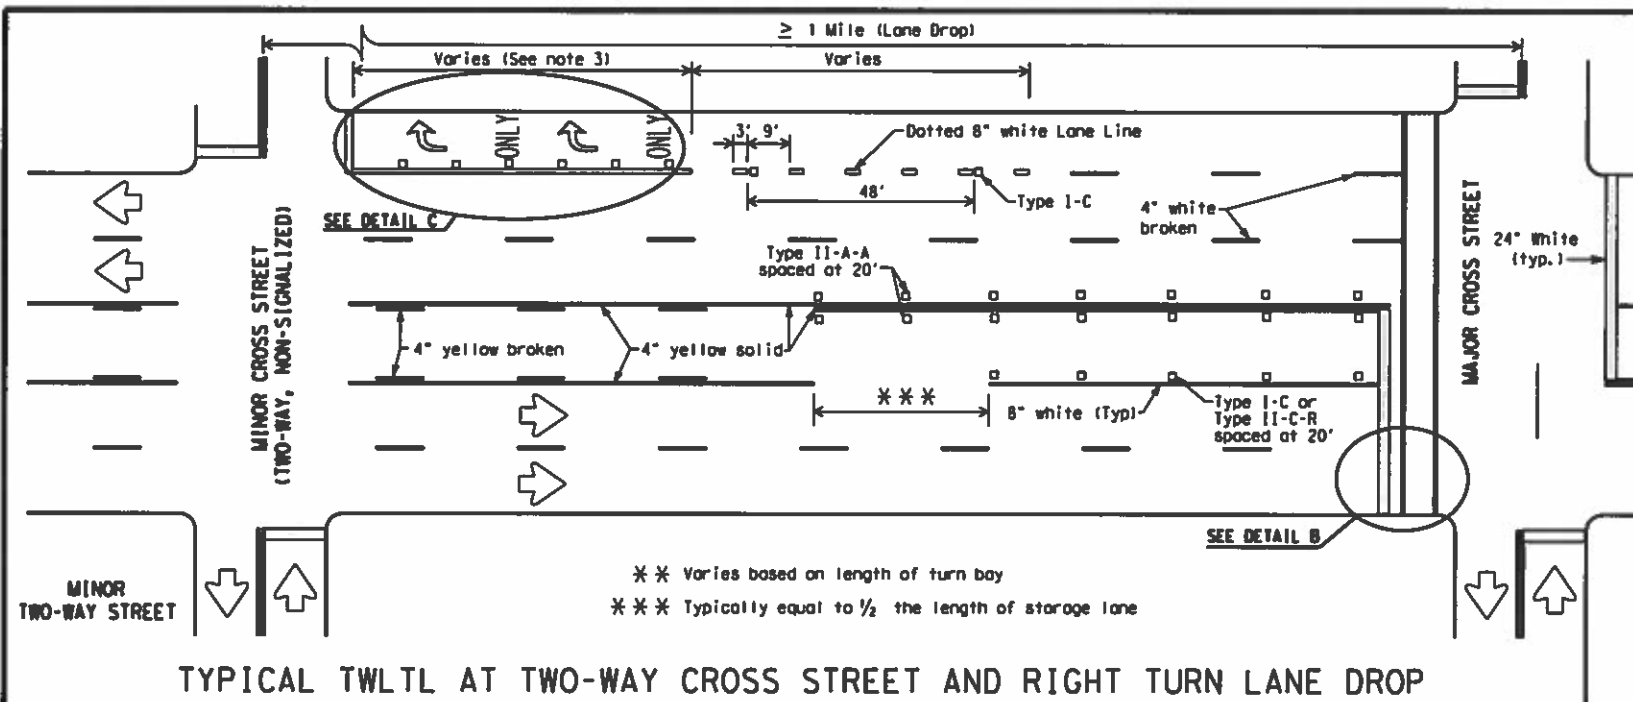 ≥ 1 Mile (Lane Drop)
Varies (See note 3)
Varies
ONLY
ONLY
3'
9'
Dotted 8" white Lane Line
48'
Type I-C
4" white
broken
SEE DETAIL C
MINOR CROSS STREET
(TWO-WAY, NON-SIGNALIZED)
Type II-A-A
spaced at 20'
MAJOR CROSS STREET
24" White
(typ.)
4" yellow broken
4" yellow solid
***
8" white (Typ)
Type I-C or
Type II-C-R
spaced at 20'
SEE DETAIL B
MINOR
TWO-WAY STREET
** Varies based on length of turn bay
*** Typically equal to ½ the length of storage lane
TYPICAL TWLTL AT TWO-WAY CROSS STREET AND RIGHT TURN LANE DROP